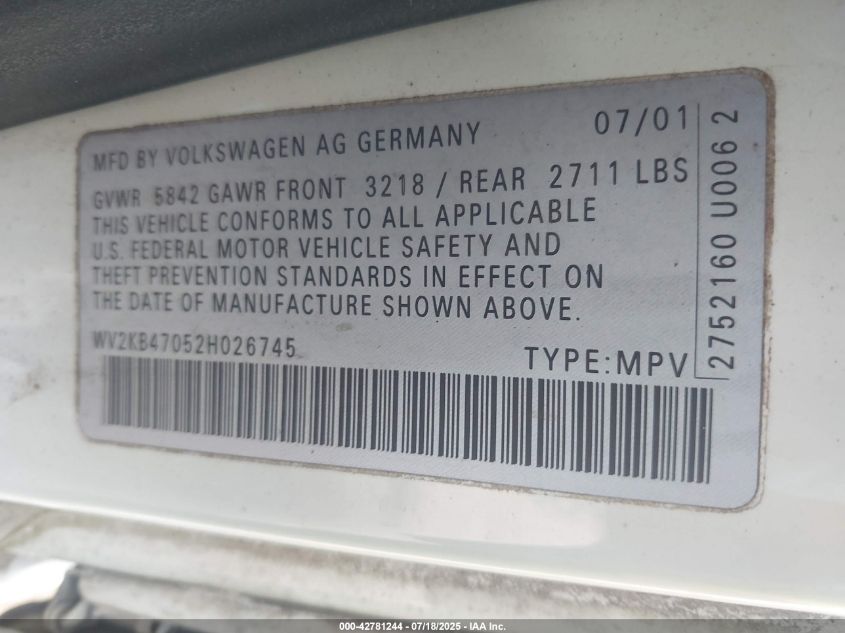 MFD BY VOLKSWAGEN AG GERMANY 07/01
GVWR 5842 GAWR FRONT 3218 / REAR 2711 LBS
THIS VEHICLE CONFORMS TO ALL APPLICABLE
U.S. FEDERAL MOTOR VEHICLE SAFETY AND
THEFT PREVENTION STANDARDS IN EFFECT ON
THE DATE OF MANUFACTURE SHOWN ABOVE.
WV2KB47052H026745 TYPE:MPV
2752160 U006 2
000-42781244 - 07/18/2025 - IAA Inc.